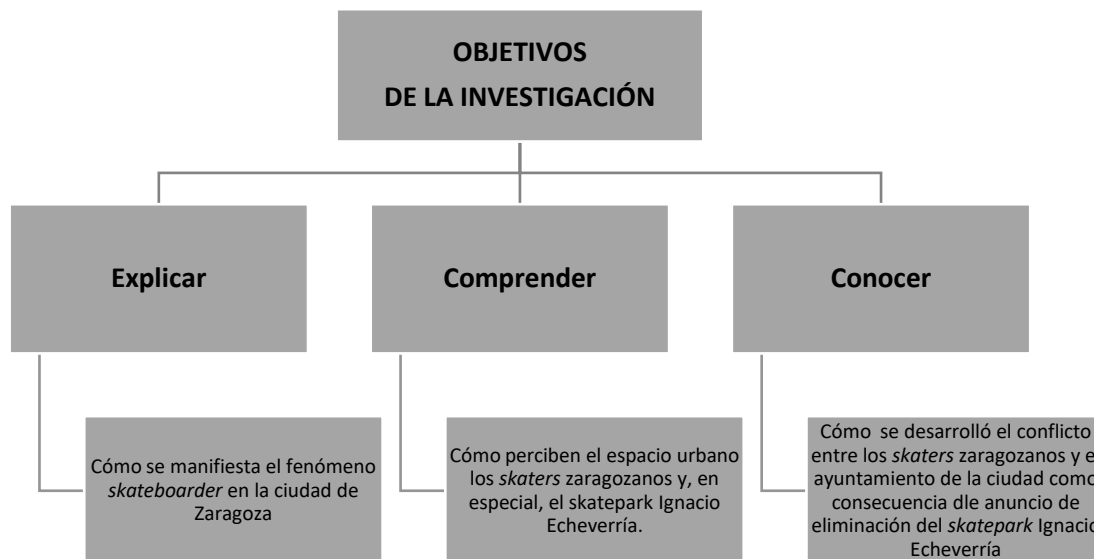 OBJETIVOS
DE LA INVESTIGACIÓN
Explicar
Comprender
Conocer
Cómo se manifiesta el fenómeno
skateboarder en la ciudad de
Zaragoza
Cómo perciben el espacio urbano
los skaters zaragozanos y, en
especial, el skatepark Ignacio
Echeverría.
Cómo se desarrolló el conflicto
entre los skaters zaragozanos y el
ayuntamiento de la ciudad como
consecuencia dle anuncio de
eliminación del skatepark Ignacio
Echeverría